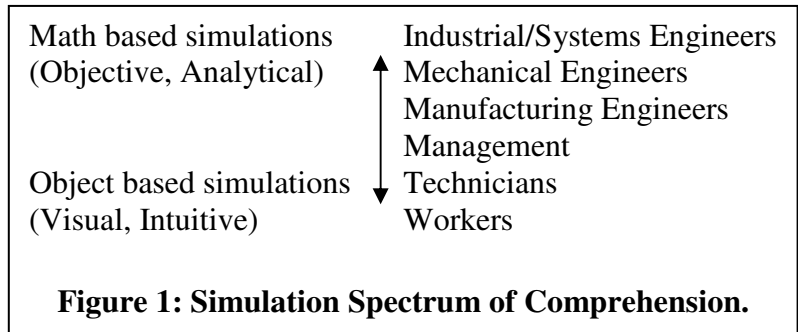 Math based simulations Industrial/Systems Engineers
(Objective, Analytical) Mechanical Engineers
Manufacturing Engineers
Management
Object based simulations Technicians
(Visual, Intuitive) Workers
Figure 1: Simulation Spectrum of Comprehension.